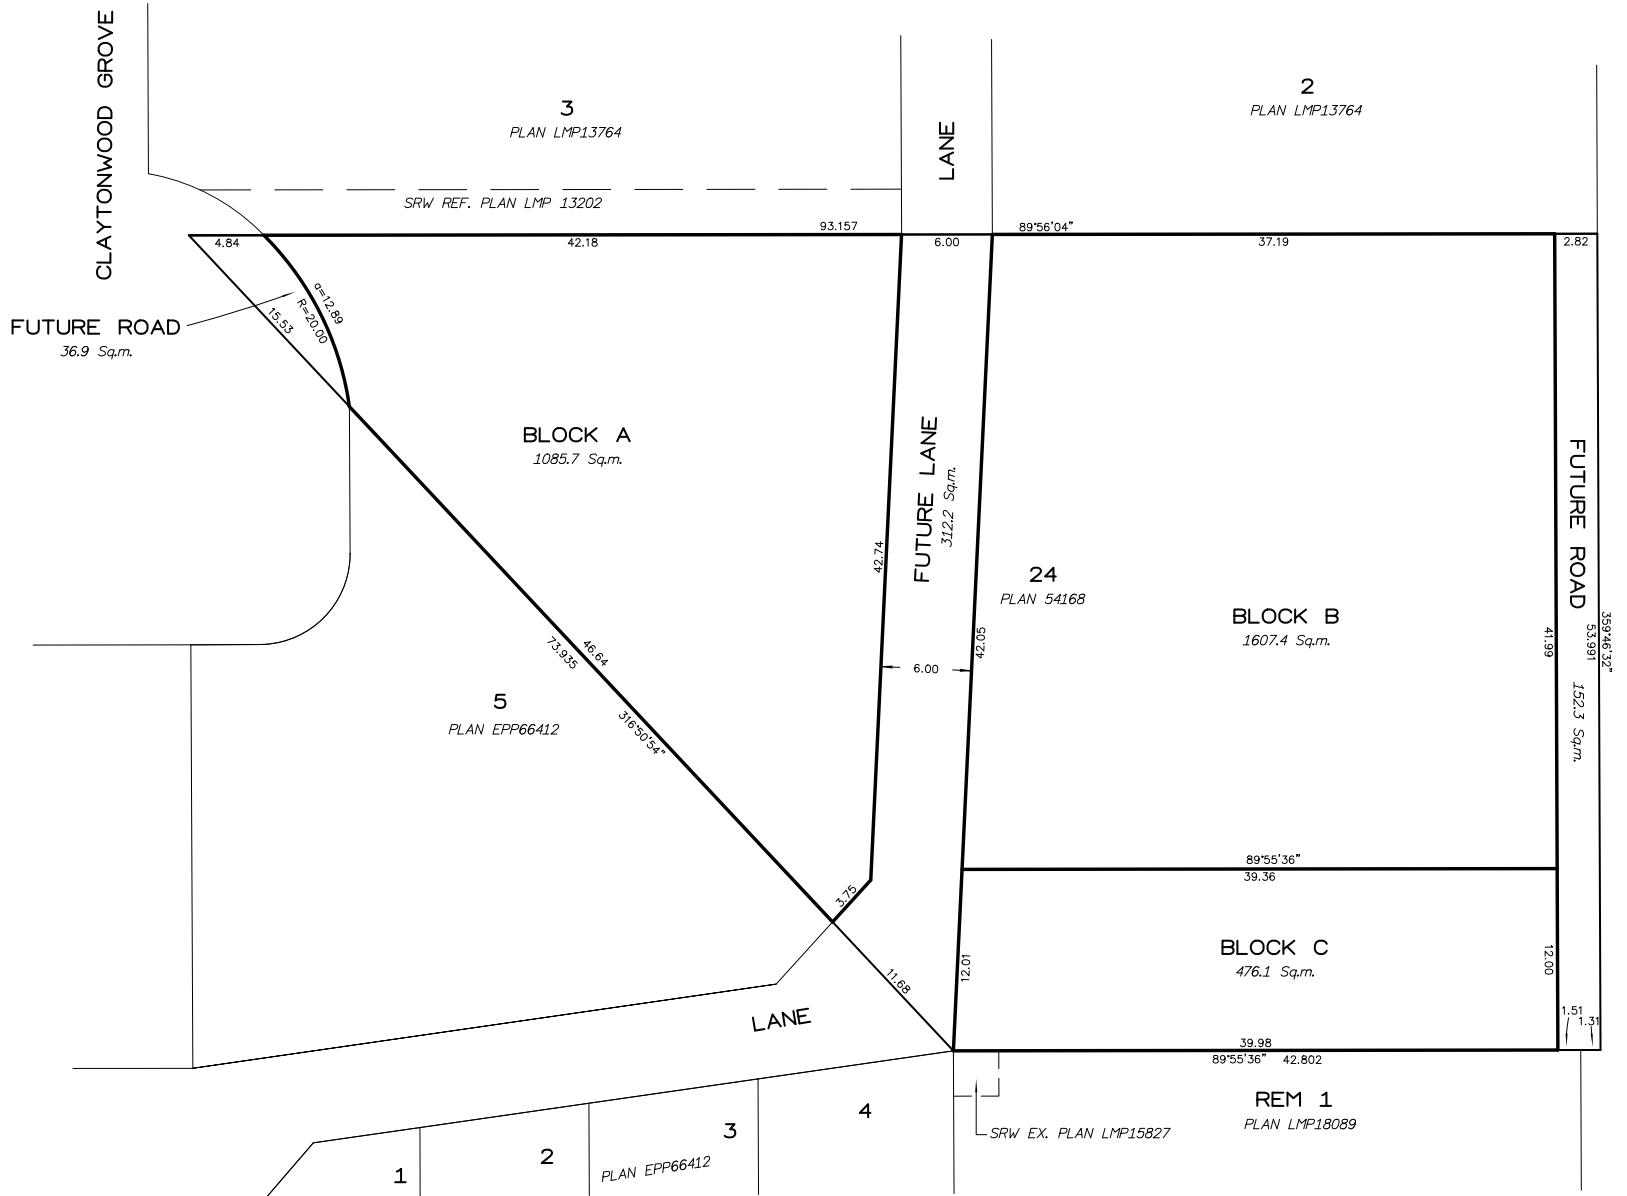 CLAYTONWOOD GROVE
3
PLAN LMP13764
2
PLAN LMP13764
LANE
SRW REF. PLAN LMP 13202
93.157
89°56'04"
4.84
42.18
6.00
37.19
2.82
a=12.89
R=20.00
15.53
FUTURE ROAD
36.9 Sq.m.
BLOCK A
1085.7 Sq.m.
FUTURE LANE
312.2 Sq.m.
42.74
24
PLAN 54168
BLOCK B
1607.4 Sq.m.
FUTURE ROAD
152.3 Sq.m.
42.05
6.00
41.99
53.991
359°46'32"
46.64
73.935
316°50'54"
5
PLAN EPP66412
89°55'36"
39.36
3.75
BLOCK C
476.1 Sq.m.
12.01
12.00
11.68
1.51
1.31
LANE
39.98
89°55'36" 42.802
REM 1
PLAN LMP18089
SRW EX. PLAN LMP15827
4
3
2
1
PLAN EPP66412